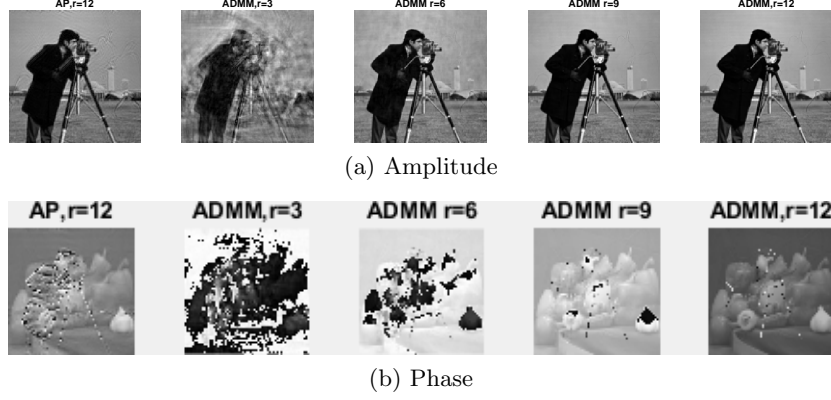 AP,r=12 ADMM,r=3 ADMM r=6 ADMM r=9 ADMM,r=12
(a) Amplitude
AP,r=12 ADMM,r=3 ADMM r=6 ADMM r=9 ADMM,r=12
(b) Phase